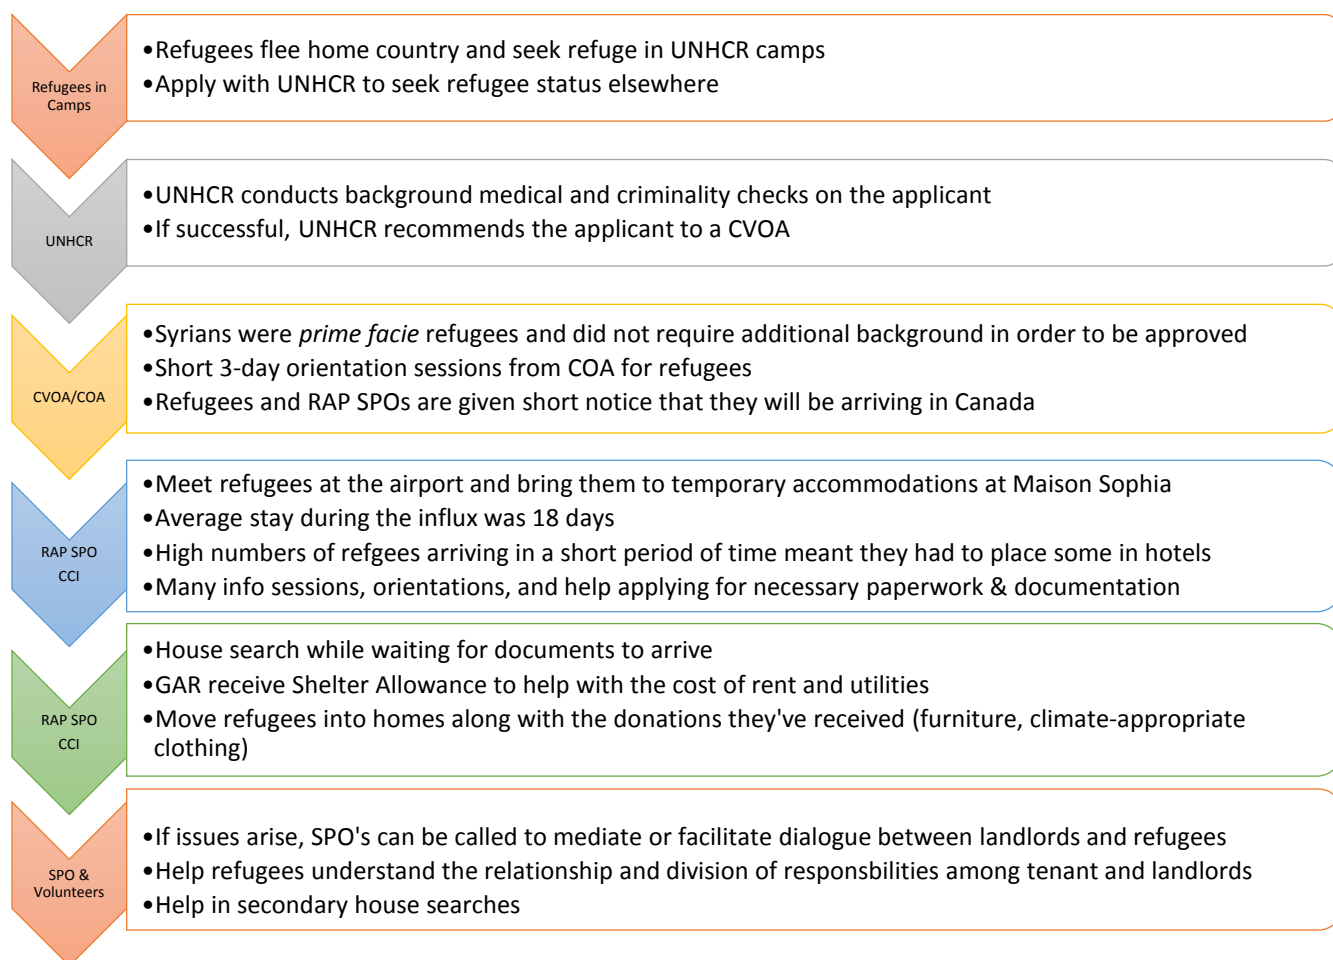 Refugees in
Camps
•Refugees flee home country and seek refuge in UNHCR camps
•Apply with UNHCR to seek refugee status elsewhere
UNHCR
•UNHCR conducts background medical and criminality checks on the applicant
•If successful, UNHCR recommends the applicant to a CVOA
CVOA/COA
•Syrians were prime facie refugees and did not require additional background in order to be approved
•Short 3-day orientation sessions from COA for refugees
•Refugees and RAP SPOs are given short notice that they will be arriving in Canada
RAP SPO
CCI
•Meet refugees at the airport and bring them to temporary accommodations at Maison Sophia
•Average stay during the influx was 18 days
•High numbers of refgees arriving in a short period of time meant they had to place some in hotels
•Many info sessions, orientations, and help applying for necessary paperwork & documentation
RAP SPO
CCI
•House search while waiting for documents to arrive
•GAR receive Shelter Allowance to help with the cost of rent and utilities
•Move refugees into homes along with the donations they've received (furniture, climate-appropriate
clothing)
SPO &
Volunteers
•If issues arise, SPO's can be called to mediate or facilitate dialogue between landlords and refugees
•Help refugees understand the relationship and division of responsbilities among tenant and landlords
•Help in secondary house searches